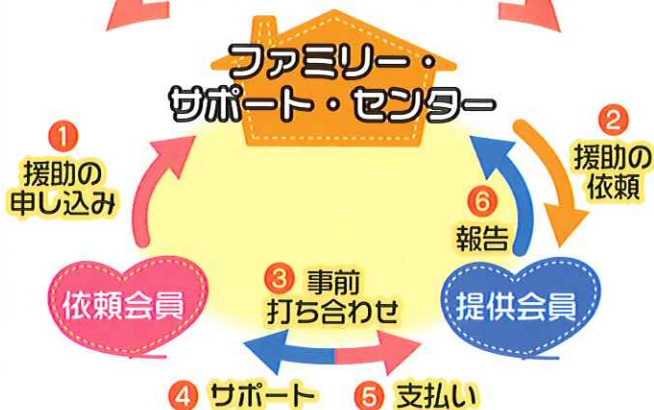 ファミリー・
サポート・センター
①
援助の
申し込み
②
援助の
依頼
⑥
報告
依頼会員
③ 事前
打ち合わせ
提供会員
④ サポート
⑤ 支払い